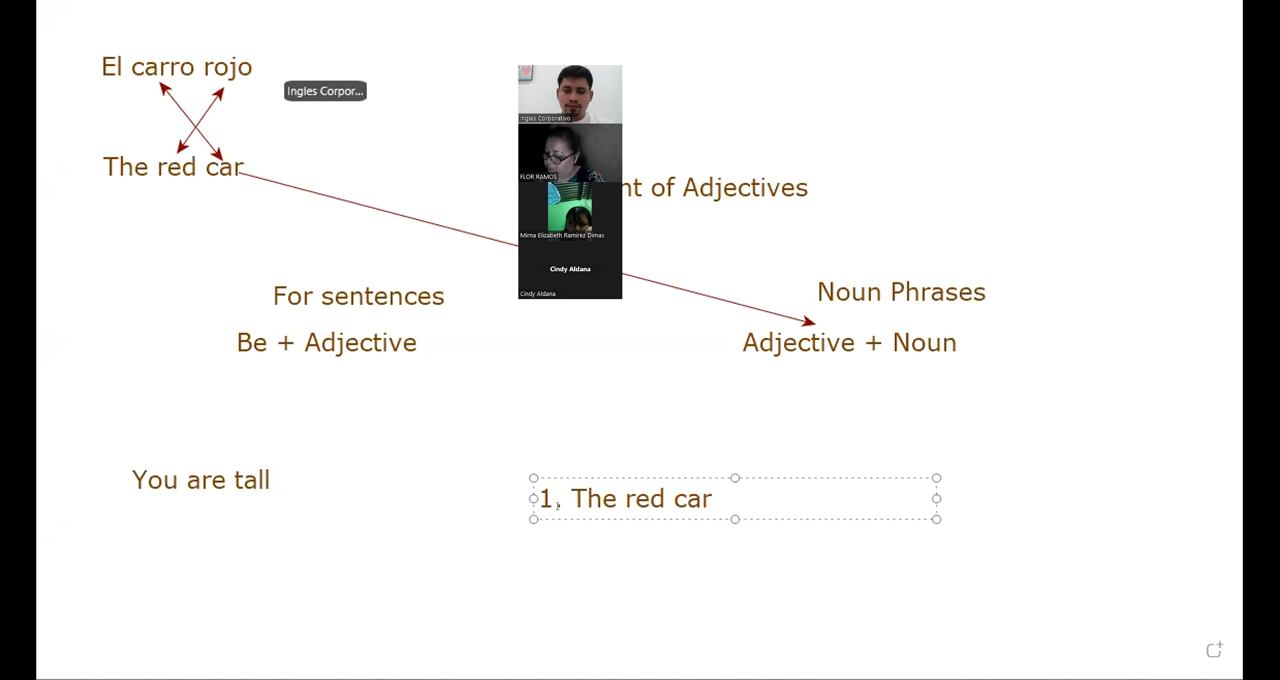 El carro rojo
Ingles Corpor...
Ingles Corporativo
The red car
FLOR RAMOS
nt of Adjectives
Mirna Elizabeth Ramirez Dimas
Cindy Aldana
Cindy Aldana
For sentences
Noun Phrases
Be + Adjective
Adjective + Noun
You are tall
1. The red car